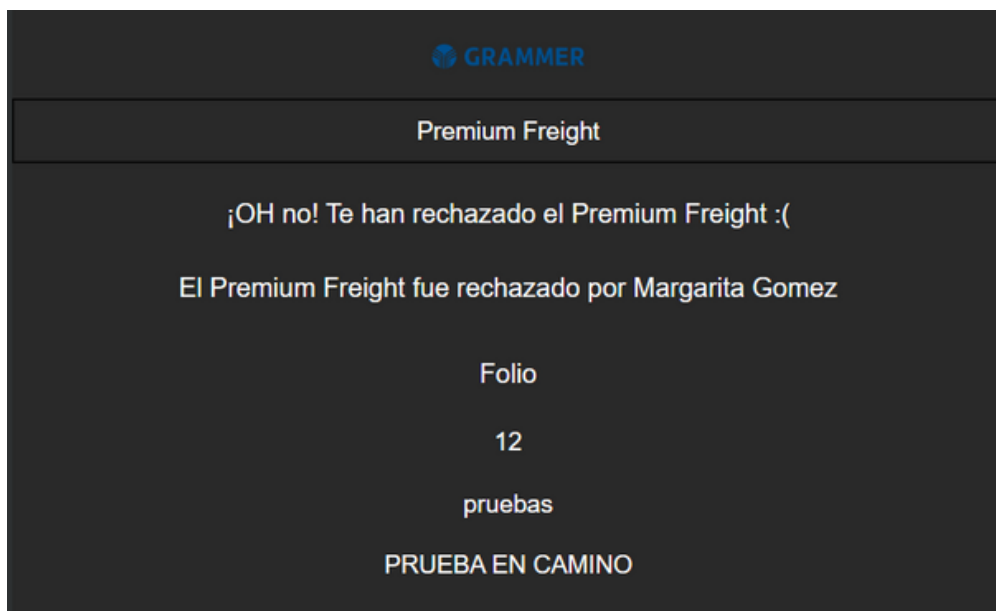 GRAMMER
Premium Freight
¡OH no! Te han rechazado el Premium Freight :(
El Premium Freight fue rechazado por Margarita Gomez
Folio
12
pruebas
PRUEBA EN CAMINO